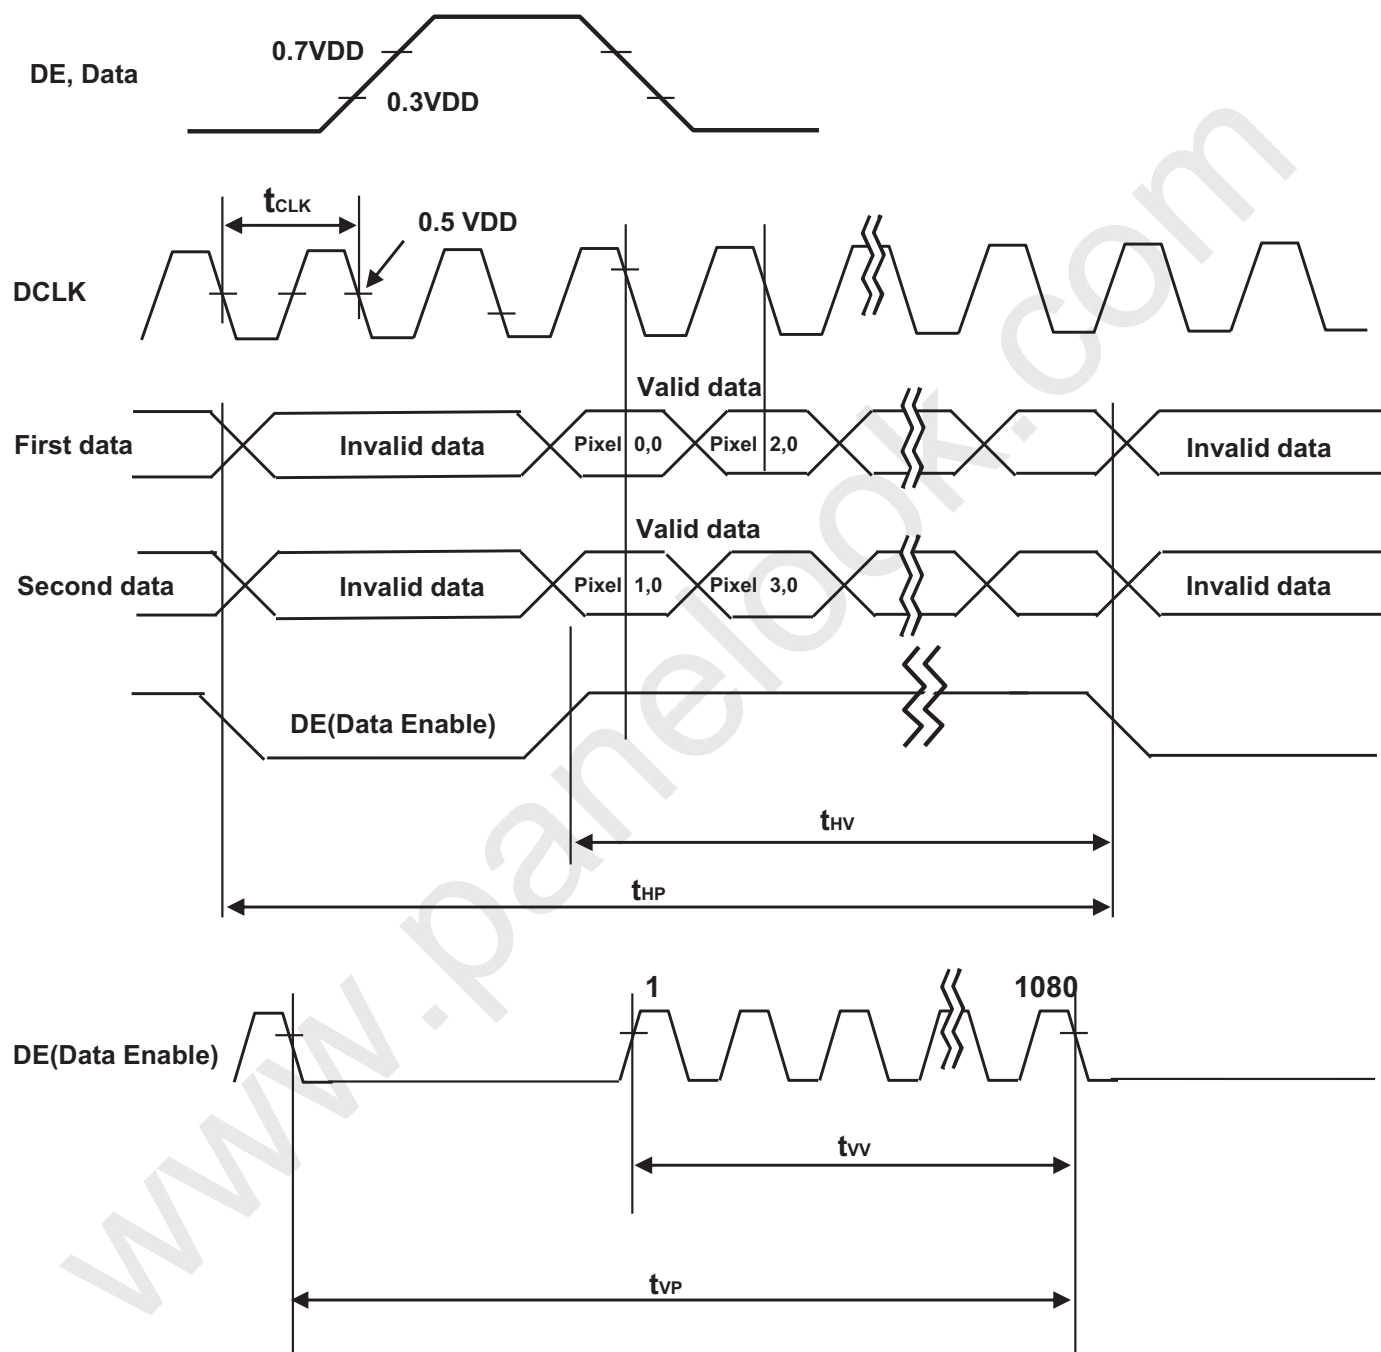 0.7VDD
DE, Data
0.3VDD
tCLK
0.5 VDD
DCLK
Valid data
First data
Invalid data
Pixel 0,0
Pixel 2,0
Invalid data
Valid data
Second data
Invalid data
Pixel 1,0
Pixel 3,0
Invalid data
DE(Data Enable)
tHV
tHP
1
1080
DE(Data Enable)
tVV
tVP
www.panelook.com